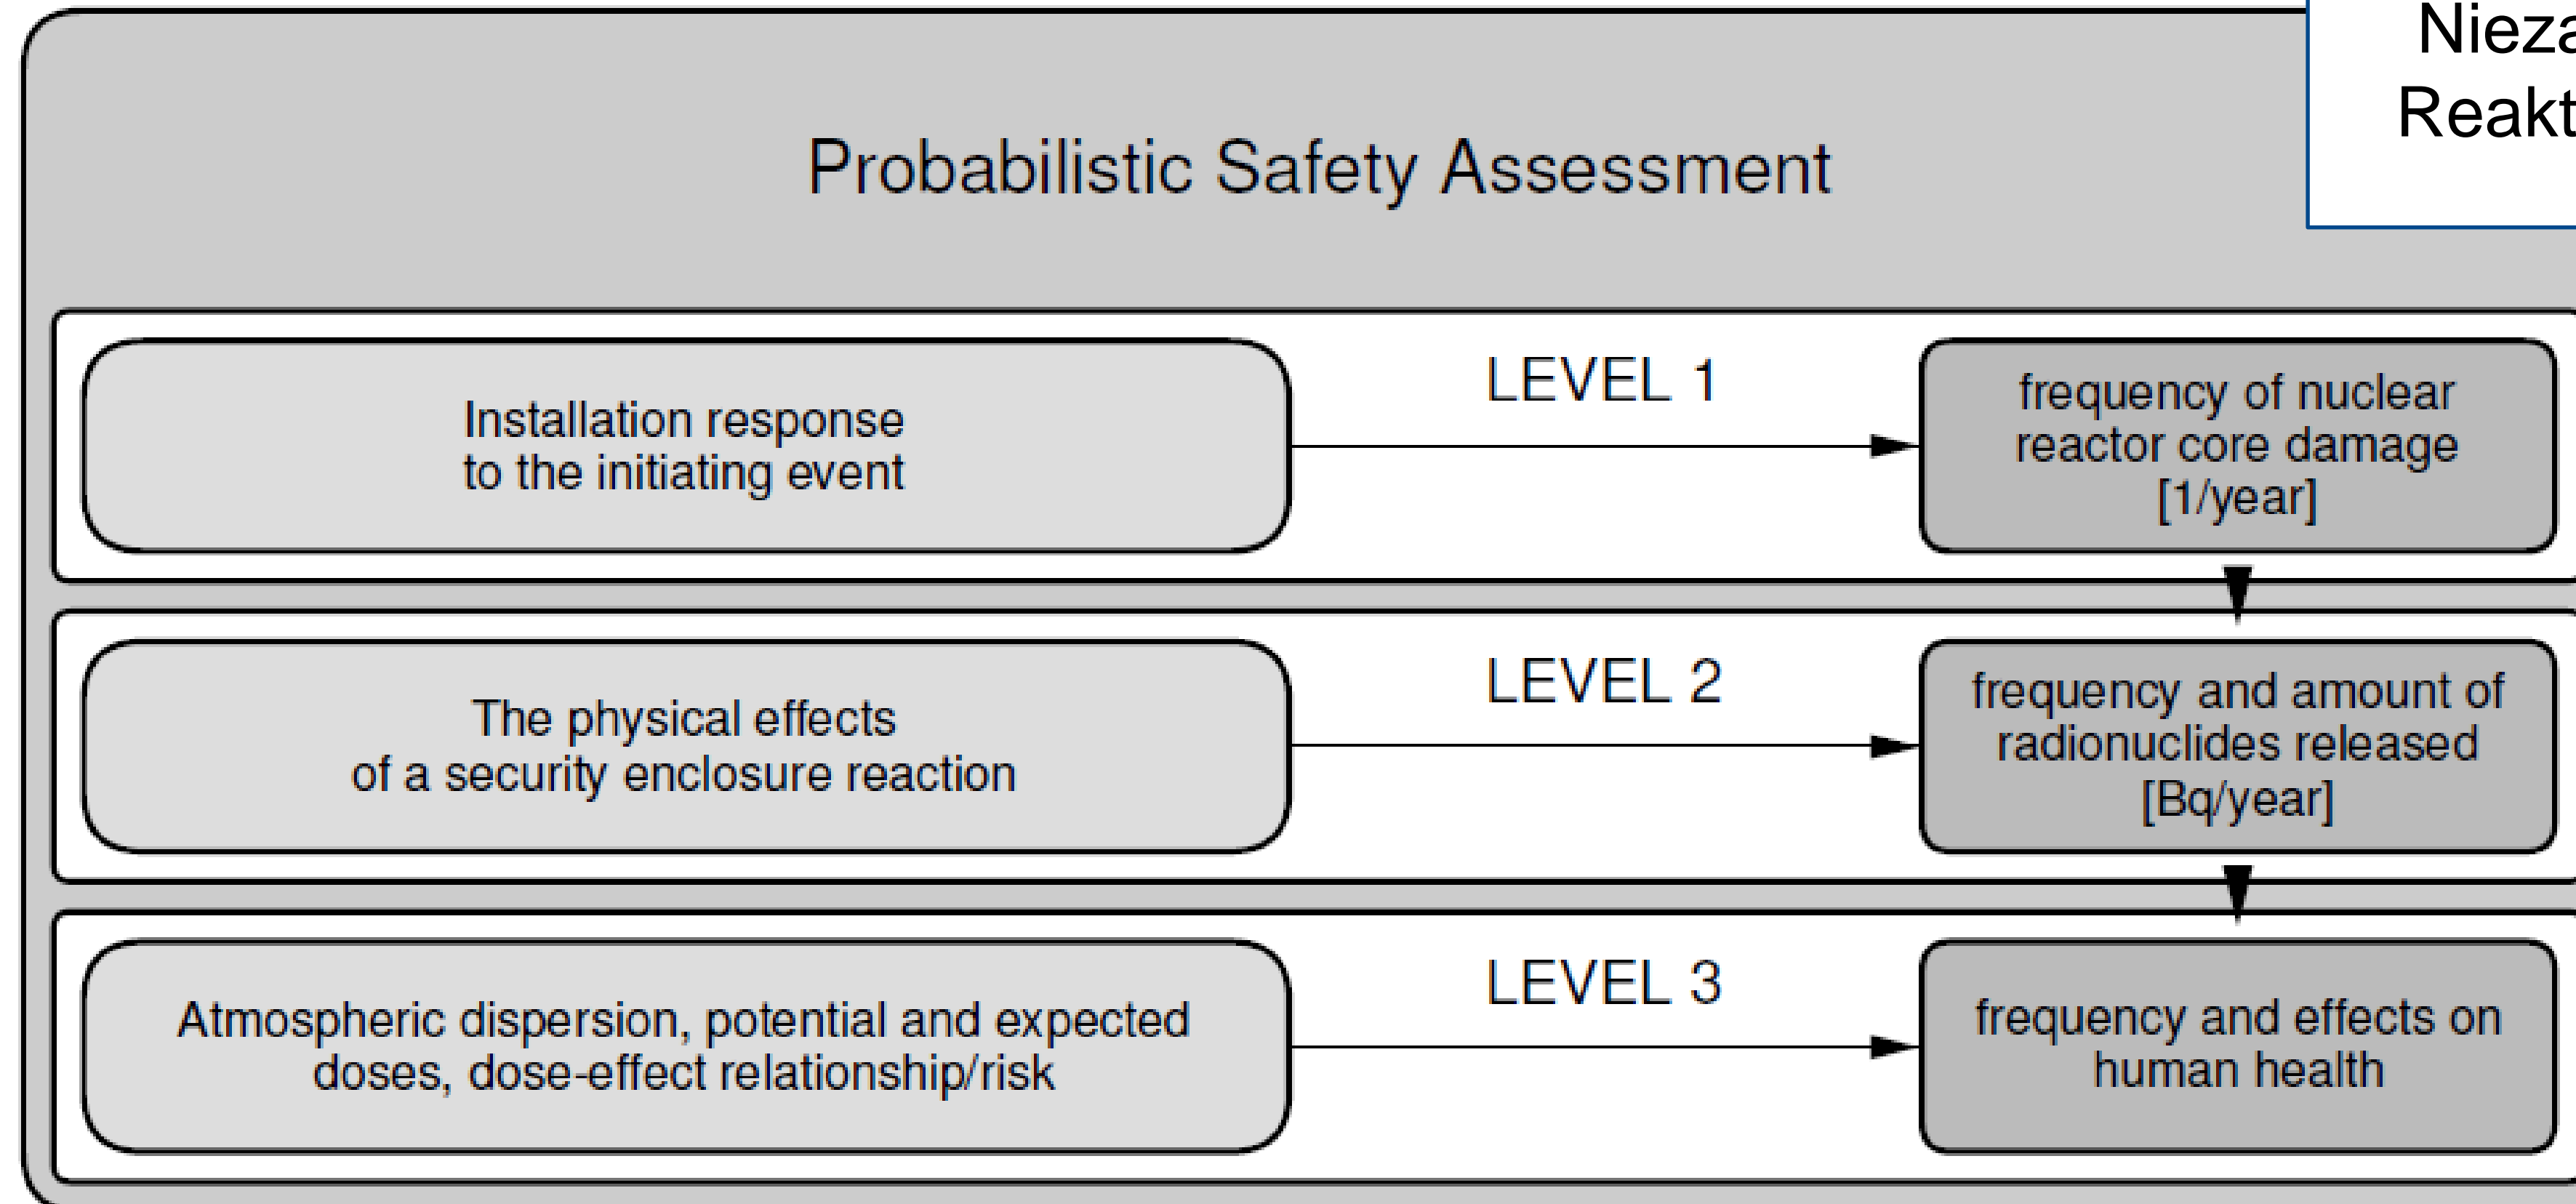 Probabilistic Safety Assessment
Installation response
to the initiating event
LEVEL 1
frequency of nuclear
reactor core damage
[1/year]
The physical effects
of a security enclosure reaction
LEVEL 2
frequency and amount of
radionuclides released
[Bq/year]
Atmospheric dispersion, potential and expected
doses, dose-effect relationship/risk
LEVEL 3
frequency and effects on
human health